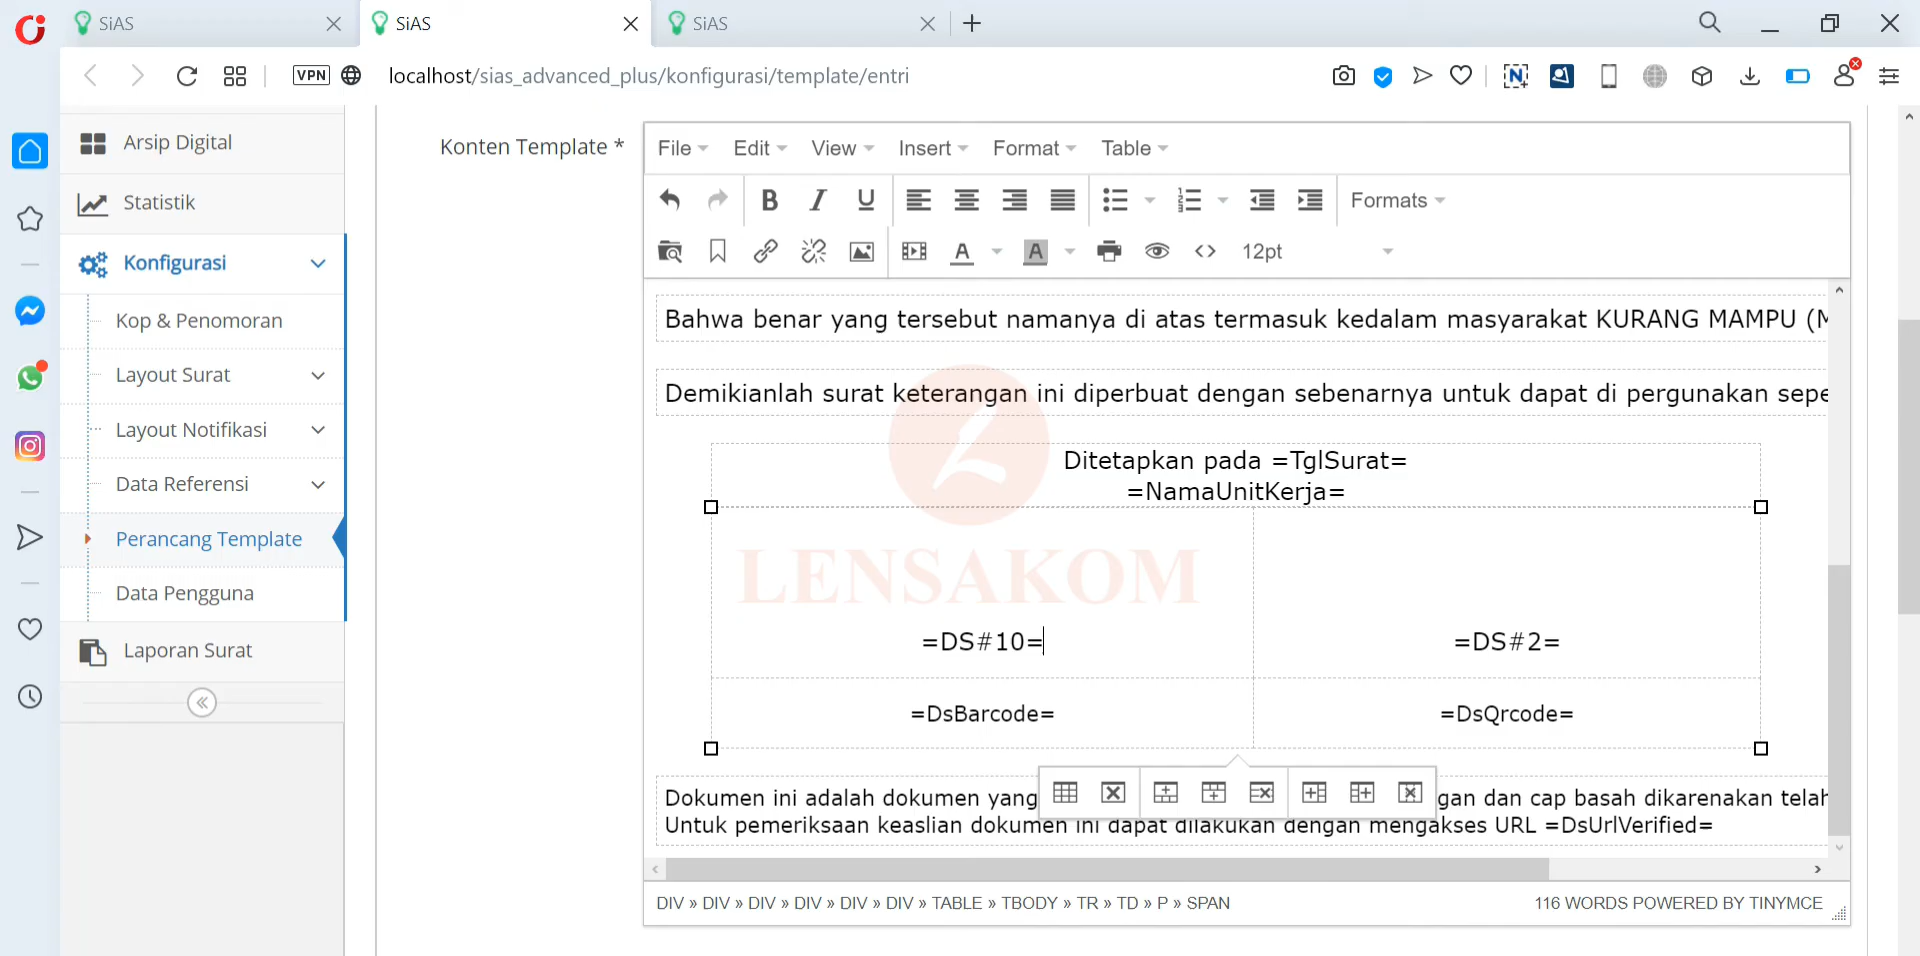 SiAS
SiAS
SiAS
VPN
localhost/sias_advanced_plus/konfigurasi/template/entri
Arsip Digital
Statistik
Konfigurasi
Kop & Penomoran
Layout Surat
Layout Notifikasi
Data Referensi
Perancang Template
Data Pengguna
Laporan Surat
Konten Template *
File Edit View Insert Format Table
Formats
12pt
Bahwa benar yang tersebut namanya di atas termasuk kedalam masyarakat KURANG MAMPU (M
Demikianlah surat keterangan ini diperbuat dengan sebenarnya untuk dapat di pergunakan sepe
Ditetapkan pada =TglSurat=
=NamaUnitKerja=
LENSAKOM
=DS#10= =DS#2=
=DsBarcode= =DsQrcode=
Dokumen ini adalah dokumen yang gan dan cap basah dikarenakan telah
Untuk pemeriksaan keaslian dokumen ini dapat dilakukan dengan mengakses URL =DsUrlVerified=
DIV » DIV » DIV » DIV » DIV » DIV » TABLE » TBODY » TR » TD » P » SPAN
116 WORDS POWERED BY TINYMCE